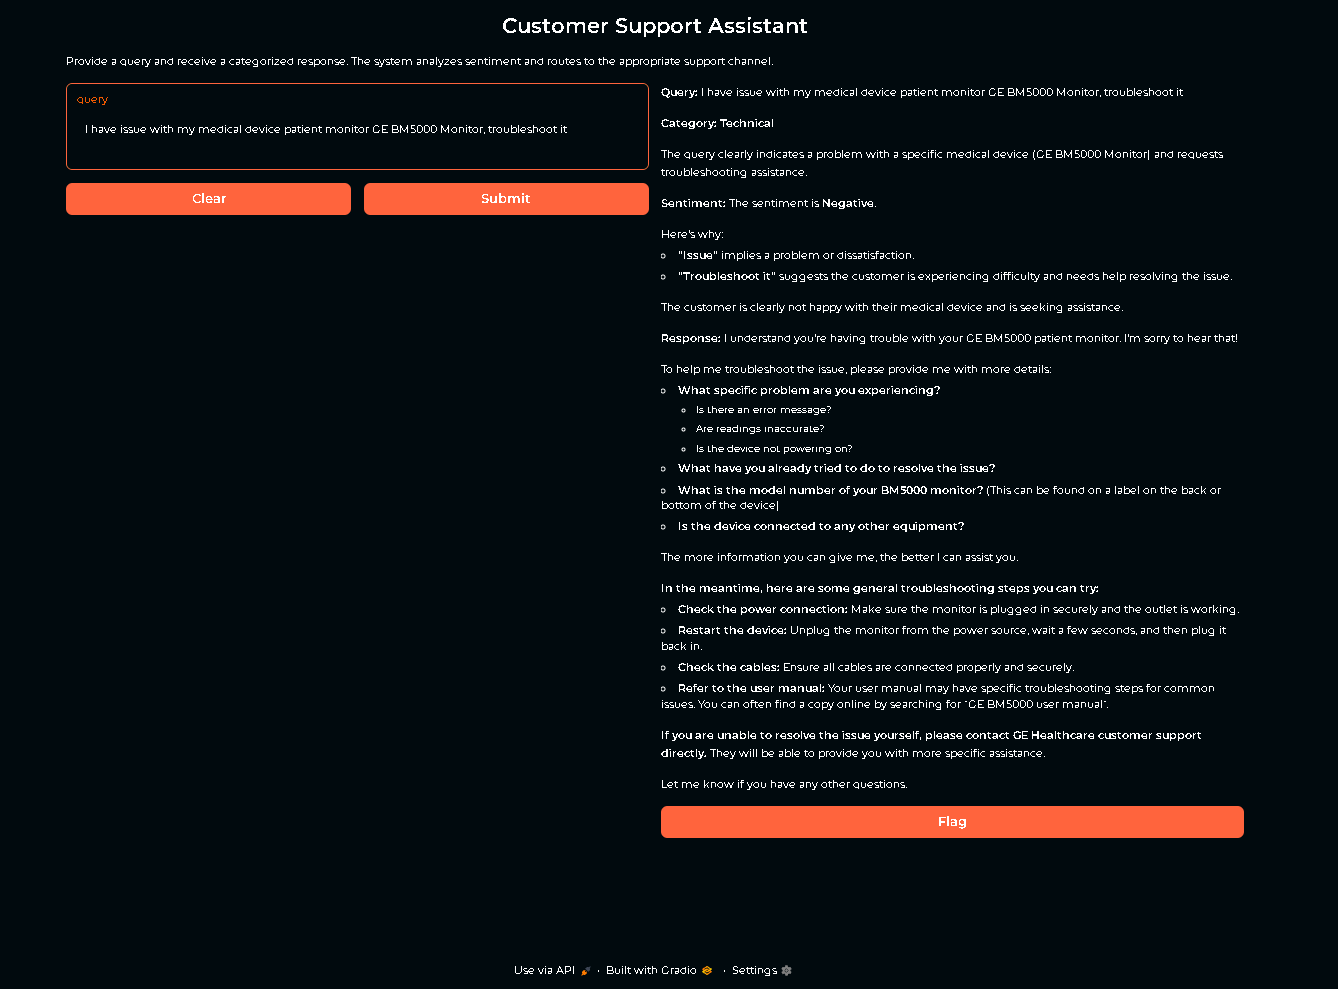 Customer Support Assistant
Provide a query and receive a categorized response. The system analyzes sentiment and routes to the appropriate support channel.
query
I have issue with my medical device patient monitor GE BM5000 Monitor, troubleshoot it
Clear
Submit
Query: I have issue with my medical device patient monitor GE BM5000 Monitor, troubleshoot it
Category: Technical
The query clearly indicates a problem with a specific medical device (GE BM5000 Monitor) and requests
troubleshooting assistance.
Sentiment: The sentiment is Negative.
Here's why:
"Issue" implies a problem or dissatisfaction.
"Troubleshoot it" suggests the customer is experiencing difficulty and needs help resolving the issue.
The customer is clearly not happy with their medical device and is seeking assistance.
Response: I understand you're having trouble with your GE BM5000 patient monitor. I'm sorry to hear that!
To help me troubleshoot the issue, please provide me with more details:
What specific problem are you experiencing?
Is there an error message?
Are readings inaccurate?
Is the device not powering on?
What have you already tried to do to resolve the issue?
What is the model number of your BM5000 monitor? (This can be found on a label on the back or
bottom of the device)
Is the device connected to any other equipment?
The more information you can give me, the better I can assist you.
In the meantime, here are some general troubleshooting steps you can try:
Check the power connection: Make sure the monitor is plugged in securely and the outlet is working.
Restart the device: Unplug the monitor from the power source, wait a few seconds, and then plug it
back in.
Check the cables: Ensure all cables are connected properly and securely.
Refer to the user manual: Your user manual may have specific troubleshooting steps for common
issues. You can often find a copy online by searching for "GE BM5000 user manual".
If you are unable to resolve the issue yourself, please contact GE Healthcare customer support
directly. They will be able to provide you with more specific assistance.
Let me know if you have any other questions.
Flag
Use via API · Built with Gradio · Settings